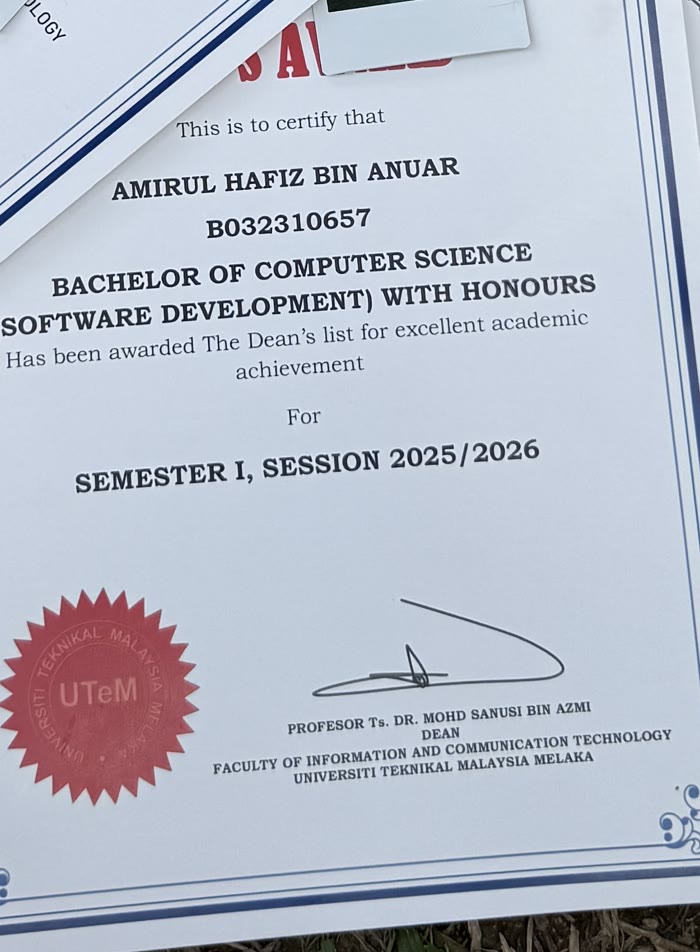 OLOGY
S A
This is to certify that
AMIRUL HAFIZ BIN ANUAR
B032310657
BACHELOR OF COMPUTER SCIENCE
SOFTWARE DEVELOPMENT) WITH HONOURS
Has been awarded The Dean's list for excellent academic
achievement
For
SEMESTER I, SESSION 2025/2026
UNIVERSITI TEKNIKAL MALAYSIA MELAKA
UTeM
PROFESOR Ts. DR. MOHD SANUSI BIN AZMI
DEAN
FACULTY OF INFORMATION AND COMMUNICATION TECHNOLOGY
UNIVERSITI TEKNIKAL MALAYSIA MELAKA